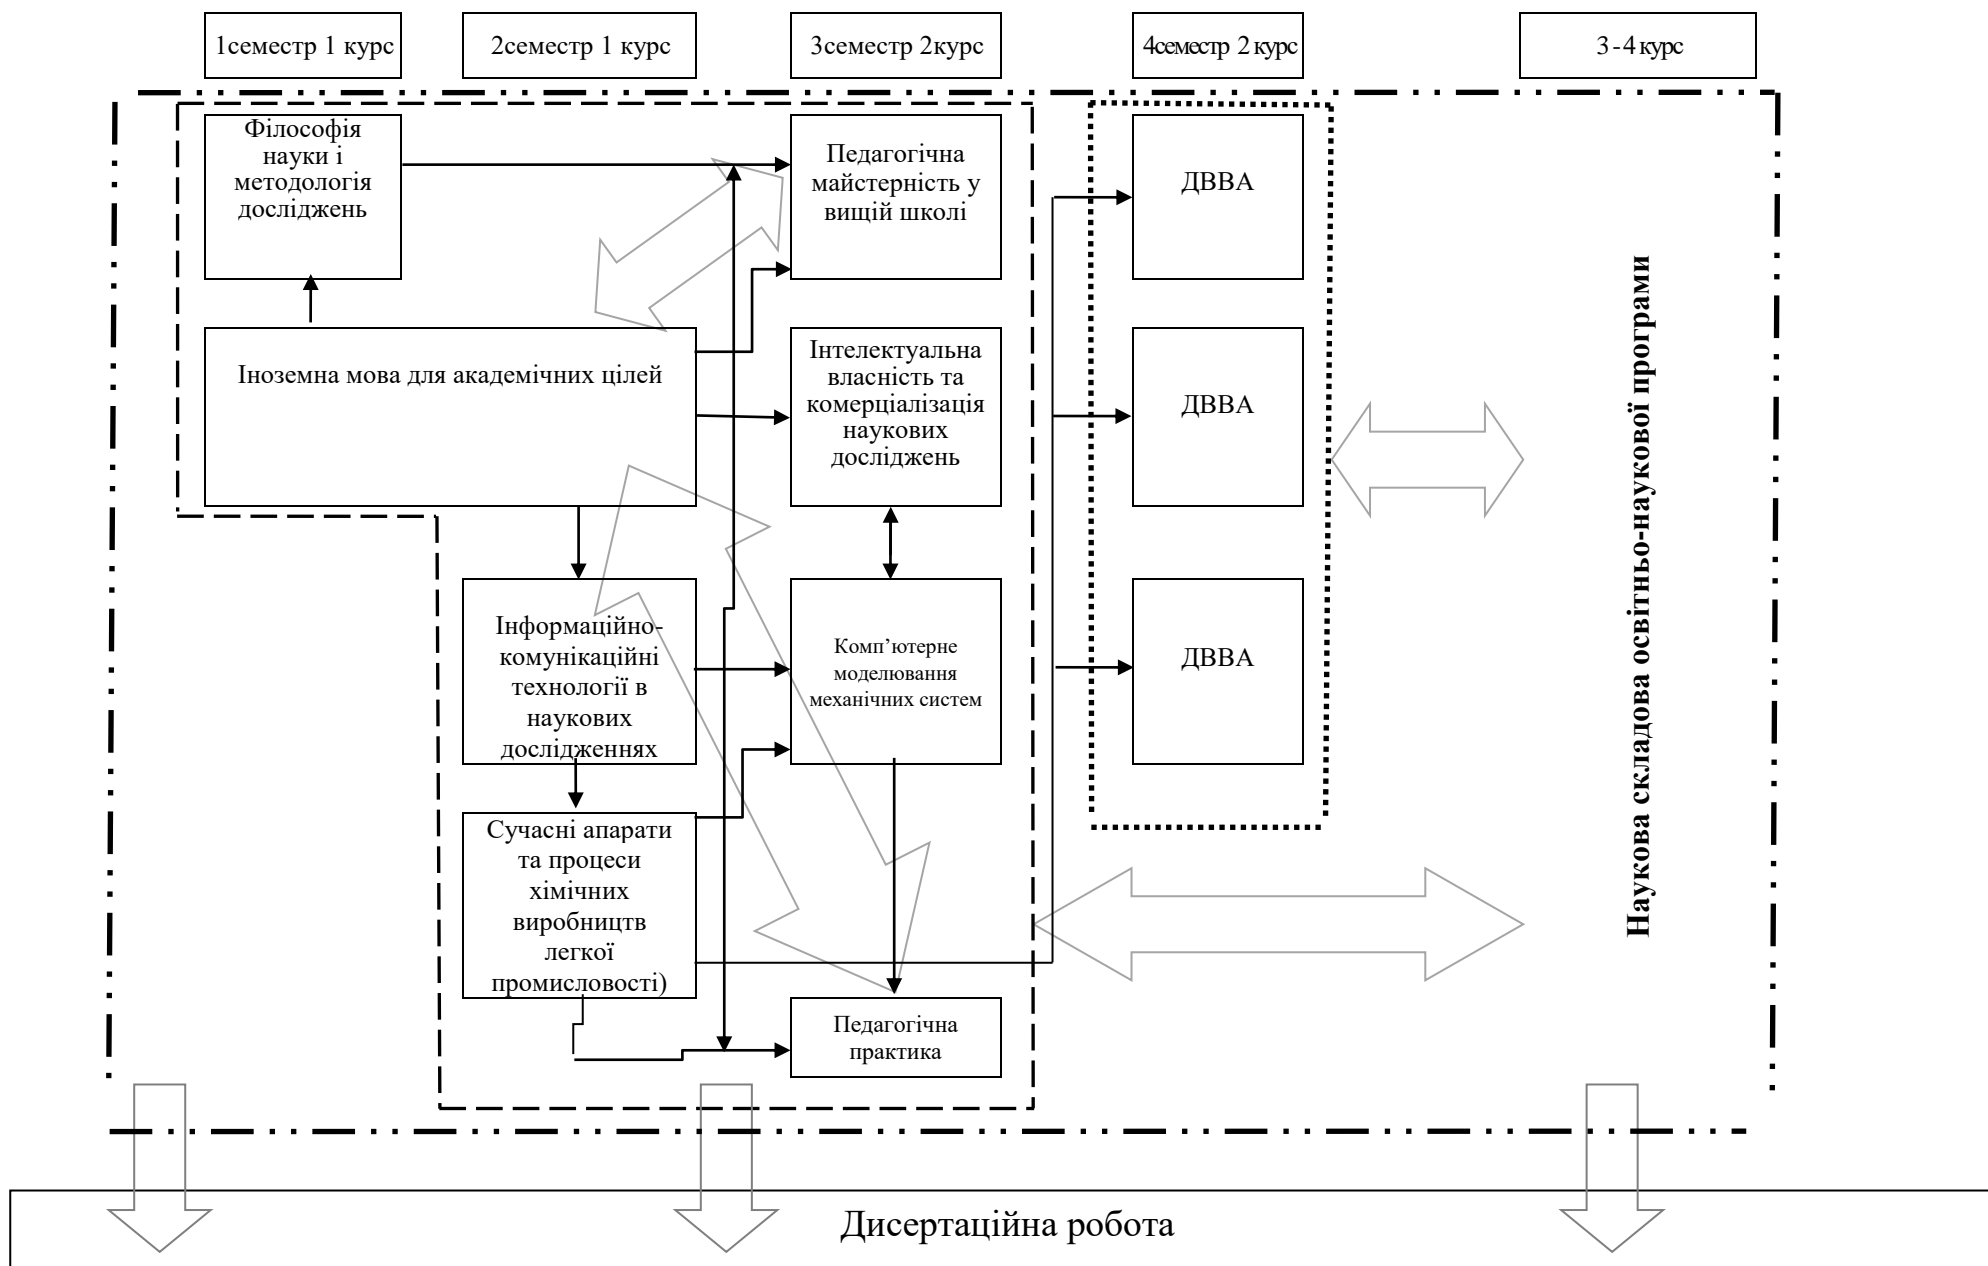 1семестр 1 курс
2семестр 1 курс
3семестр 2курс
4семестр 2 курс
3-4 курс
Філософія
науки і
методологія
досліджень
Педагогічна
майстерність у
вищій школі
ДВВА
Іноземна мова для академічних цілей
Інтелектуальна
власність та
комерціалізація
наукових
досліджень
ДВВА
Інформаційно-
комунікаційні
технології в
наукових
дослідженнях
Комп’ютерне
моделювання
механічних систем
ДВВА
Сучасні апарати
та процеси
хімічних
виробництв
легкої
промисловості)
Педагогічна
практика
Наукова складова освітньо-наукової програми
Дисертаційна робота